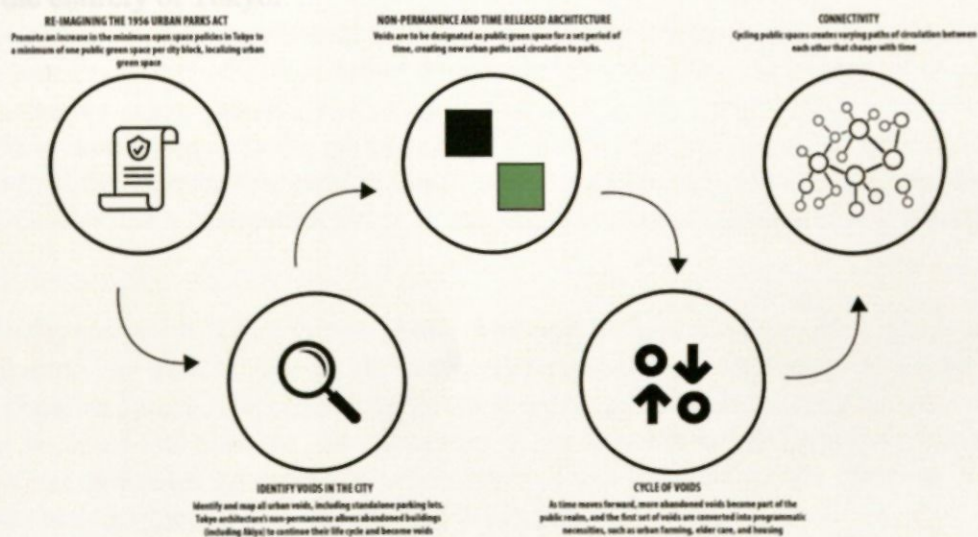 RE-IMAGINING THE 1956 URBAN PARKS ACT
Promote an increase in the minimum open space policies in Tokyo to
a minimum of one public green space per city block, localizing urban
green space
NON-PERMANENCE AND TIME RELEASED ARCHITECTURE
Voids are to be designated as public green space for a set period of
time, creating new urban paths and circulation to parks.
CONNECTIVITY
Cycling public spaces creates varying paths of circulation between
each other that change with time
IDENTIFY VOIDS IN THE CITY
Identify and map all urban voids, including standalone parking lots.
Tokyo architecture's non-permanence allows abandoned buildings
(including Akiya) to continue their life cycle and become voids
CYCLE OF VOIDS
As time moves forward, more abandoned voids become part of the
public realm, and the first set of voids are converted into programmatic
necessities, such as urban farming, elder care, and housing